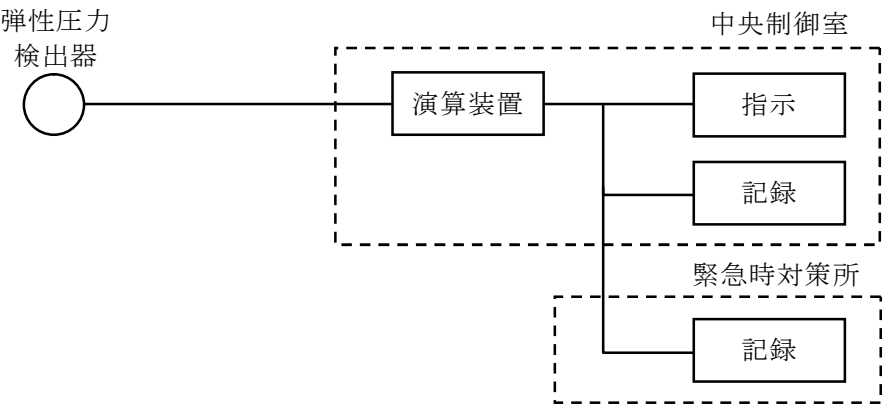 弾性圧力
検出器
中央制御室
演算装置
指示
記録
緊急時対策所
記録